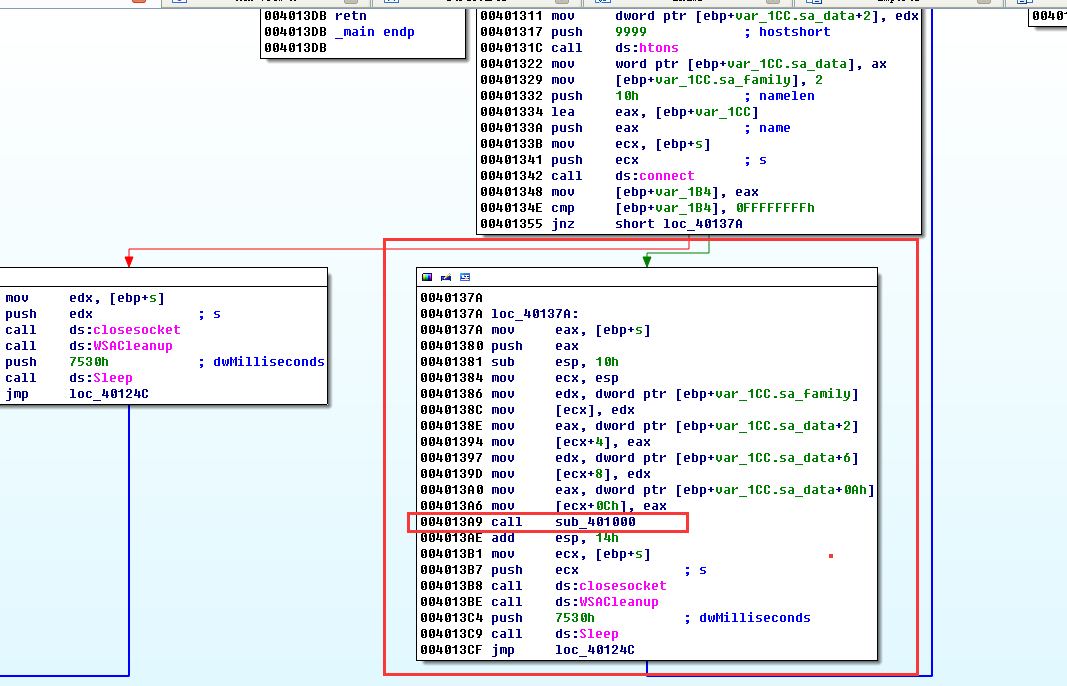 004013DB retn
004013DB _main endp
004013DB
00401311 mov dword ptr [ebp+var_1CC.sa_data+2], edx
00401317 push 9999 ; hostshort
0040131C call ds:htons
00401322 mov word ptr [ebp+var_1CC.sa_data], ax
00401329 mov [ebp+var_1CC.sa_family], 2
00401332 push 10h ; namelen
00401334 lea eax, [ebp+var_1CC]
0040133A push eax ; name
0040133B mov ecx, [ebp+s]
00401341 push ecx ; s
00401342 call ds:connect
00401348 mov [ebp+var_1B4], eax
0040134E cmp [ebp+var_1B4], 0FFFFFFFFh
00401355 jnz short loc_40137A
mov edx, [ebp+s]
push edx ; s
call ds:closesocket
call ds:WSACleanup
push 7530h ; dwMilliseconds
call ds:Sleep
jmp loc_40124C
0040137A
0040137A loc_40137A:
0040137A mov eax, [ebp+s]
00401380 push eax
00401381 sub esp, 10h
00401384 mov ecx, esp
00401386 mov edx, dword ptr [ebp+var_1CC.sa_family]
0040138C mov [ecx], edx
0040138E mov eax, dword ptr [ebp+var_1CC.sa_data+2]
00401394 mov [ecx+4], eax
00401397 mov edx, dword ptr [ebp+var_1CC.sa_data+6]
0040139D mov [ecx+8], edx
004013A0 mov eax, dword ptr [ebp+var_1CC.sa_data+0Ah]
004013A6 mov [ecx+0Ch], eax
004013A9 call sub_401000
004013AE add esp, 14h
004013B1 mov ecx, [ebp+s]
004013B7 push ecx ; s
004013B8 call ds:closesocket
004013BE call ds:WSACleanup
004013C4 push 7530h ; dwMilliseconds
004013C9 call ds:Sleep
004013CF jmp loc_40124C